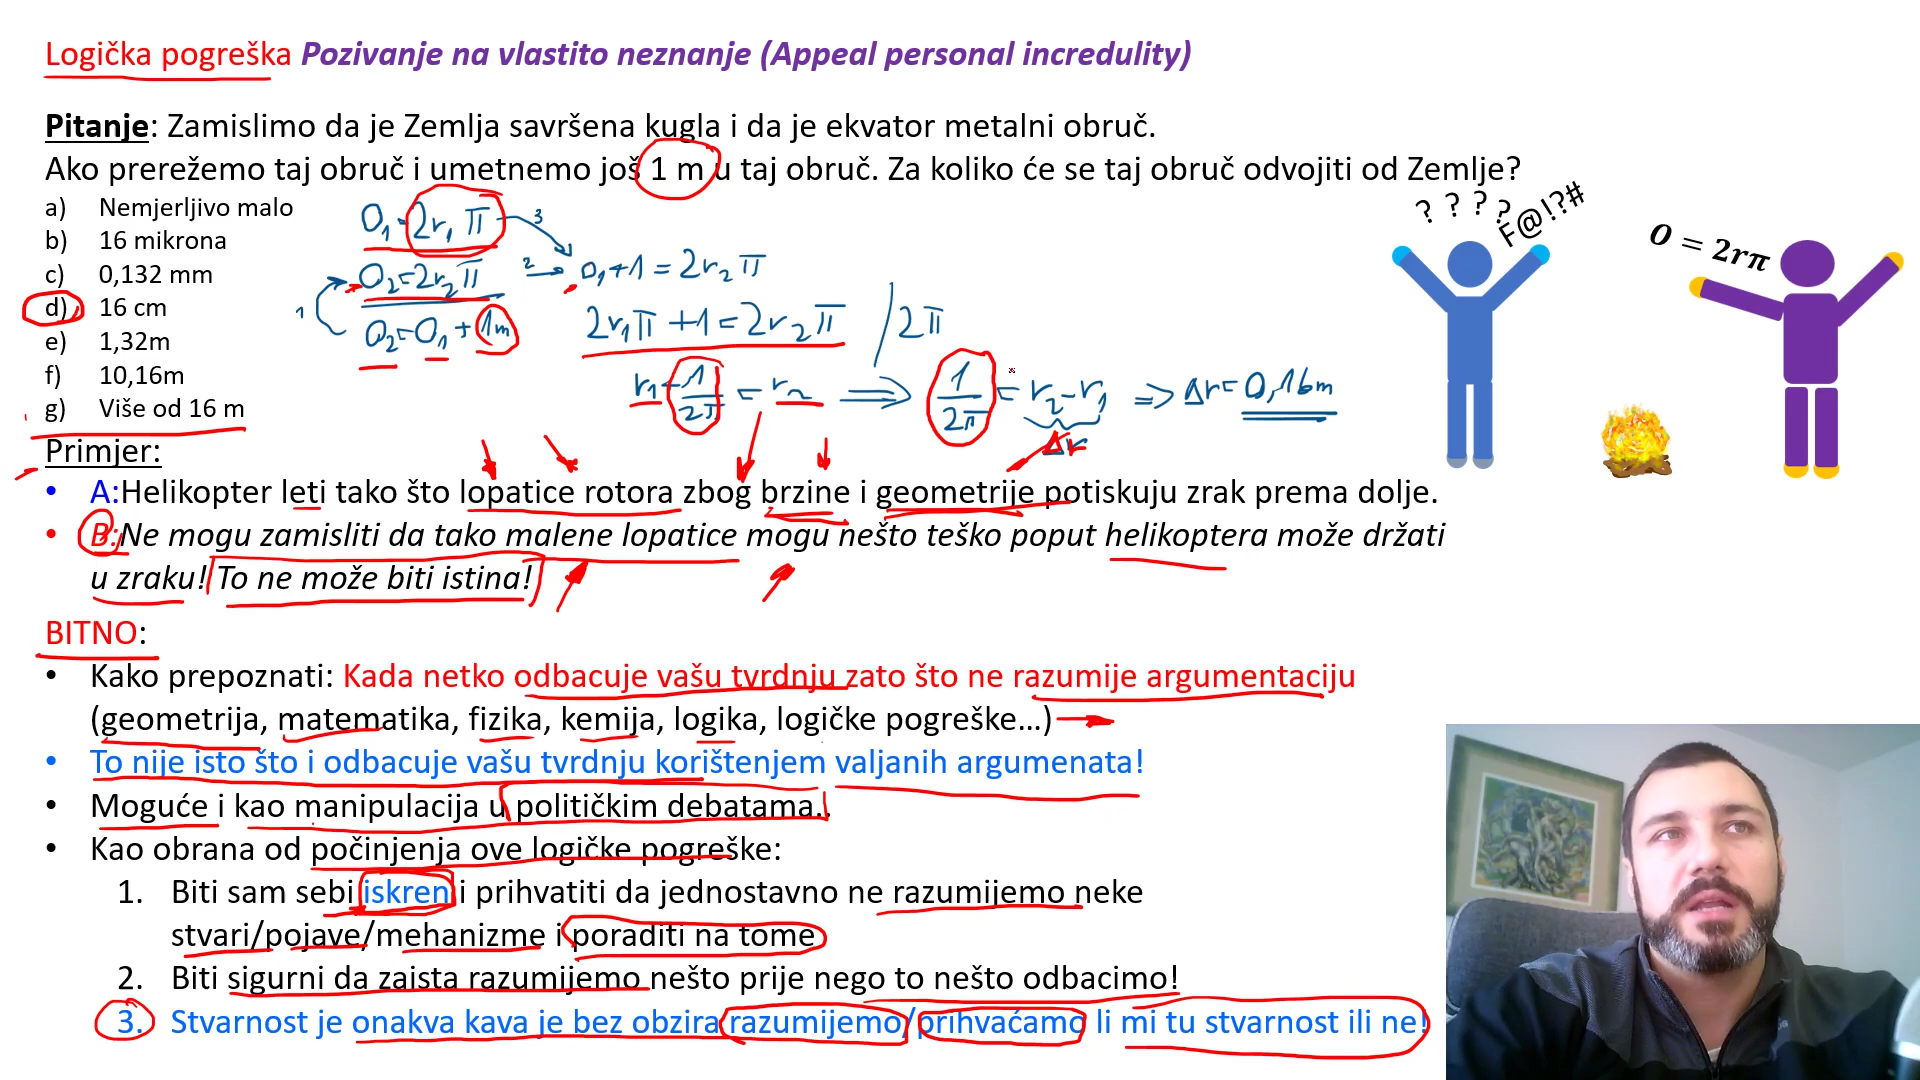 Logička pogreška Pozivanje na vlastito neznanje (Appeal personal incredulity)
Pitanje: Zamislimo da je Zemlja savršena kugla i da je ekvator metalni obruč.
Ako prerežemo taj obruč i umetnemo još 1 m u taj obruč. Za koliko će se taj obruč odvojiti od Zemlje?
a) Nemjerljivo malo
b) 16 mikrona
c) 0,132 mm
d) 16 cm
e) 1,32m
f) 10,16m
g) Više od 16 m
O₁=2r₁π 3
1 O₂=2r₂π 2 O₁+1=2r₂π
O₂=O₁+1m 2r₁π+1=2r₂π /2π
r₁+1/2π=r₂ ⟹ 1/2π=r₂-r₁ => Δr=0,16m
Δr
? ? ? ? F@!?#
O = 2rπ
Primjer:
• A:Helikopter leti tako što lopatice rotora zbog brzine i geometrije potiskuju zrak prema dolje.
• B:Ne mogu zamisliti da tako malene lopatice mogu nešto teško poput helikoptera može držati
u zraku! To ne može biti istina!
BITNO:
• Kako prepoznati: Kada netko odbacuje vašu tvrdnju zato što ne razumije argumentaciju
(geometrija, matematika, fizika, kemija, logika, logičke pogreške...)
• To nije isto što i odbacuje vašu tvrdnju korištenjem valjanih argumenata!
• Moguće i kao manipulacija u političkim debatama..
• Kao obrana od počinjenja ove logičke pogreške:
1. Biti sam sebi iskren i prihvatiti da jednostavno ne razumijemo neke
stvari/pojave/mehanizme i poraditi na tome
2. Biti sigurni da zaista razumijemo nešto prije nego to nešto odbacimo!
3. Stvarnost je onakva kava je bez obzira razumijemo/prihvaćamo li mi tu stvarnost ili ne!